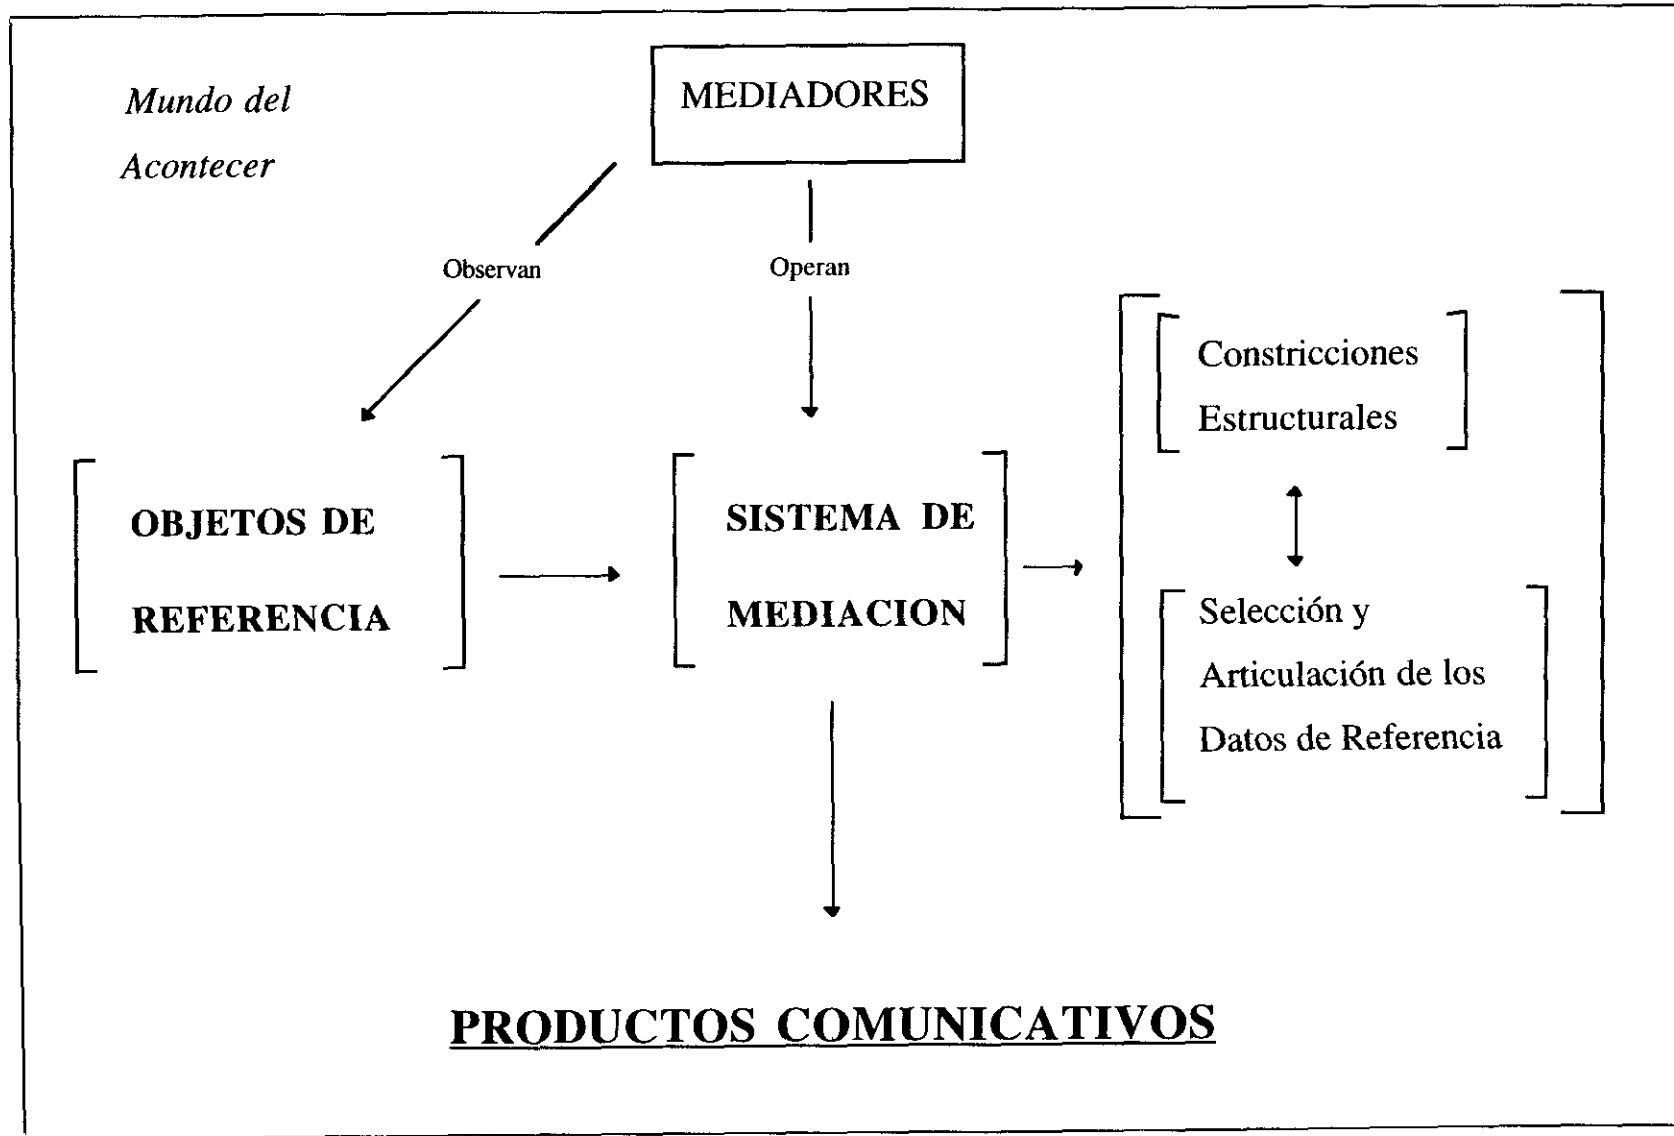 Mundo del
Acontecer
MEDIADORES
Observan
Operan
OBJETOS DE
REFERENCIA
SISTEMA DE
MEDIACION
Constricciones
Estructurales
Selección y
Articulación de los
Datos de Referencia
PRODUCTOS COMUNICATIVOS